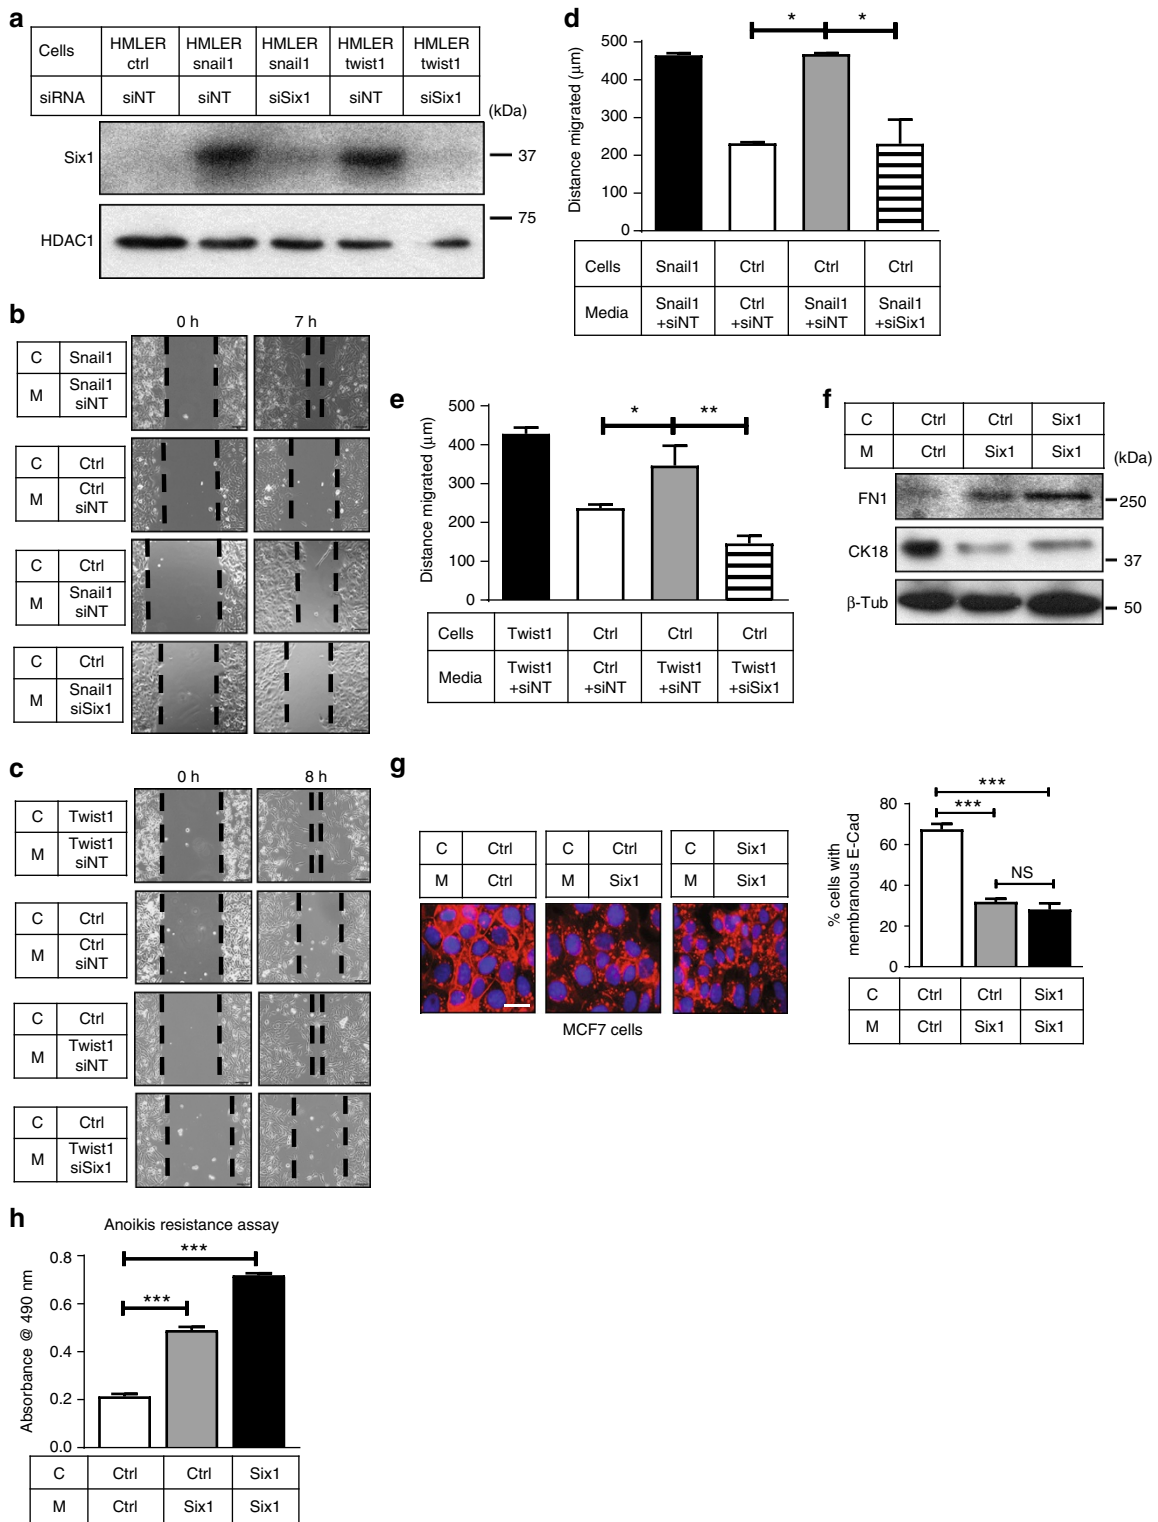 a
Cells HMLER ctrl HMLER snail1 HMLER snail1 HMLER twist1 HMLER twist1
siRNA siNT siNT siSix1 siNT siSix1
(kDa)
Six1
37
75
HDAC1
b
0 h 7 h
C Snail1
M Snail1 siNT
C Ctrl
M Ctrl siNT
C Ctrl
M Snail1 siNT
C Ctrl
M Snail1 siSix1
c
0 h 8 h
C Twist1
M Twist1 siNT
C Ctrl
M Ctrl siNT
C Ctrl
M Twist1 siNT
C Ctrl
M Twist1 siSix1
d
* *
Distance migrated (μm)
500
400
300
200
100
0
Cells Snail1 Ctrl Ctrl Ctrl
Media Snail1 +siNT Ctrl +siNT Snail1 +siNT Snail1 +siSix1
e
* **
Distance migrated (μm)
500
400
300
200
100
0
Cells Twist1 Ctrl Ctrl Ctrl
Media Twist1 +siNT Ctrl +siNT Twist1 +siNT Twist1 +siSix1
f
C Ctrl Ctrl Six1
M Ctrl Six1 Six1
(kDa)
FN1
250
CK18
37
β-Tub
50
g
C Ctrl
M Ctrl
C Ctrl
M Six1
C Six1
M Six1
MCF7 cells
***
***
NS
% cells with
membranous E-Cad
80
60
40
20
0
C Ctrl Ctrl Six1
M Ctrl Six1 Six1
h
Anoikis resistance assay
***
***
Absorbance @ 490 nm
0.8
0.6
0.4
0.2
0.0
C Ctrl Ctrl Six1
M Ctrl Six1 Six1